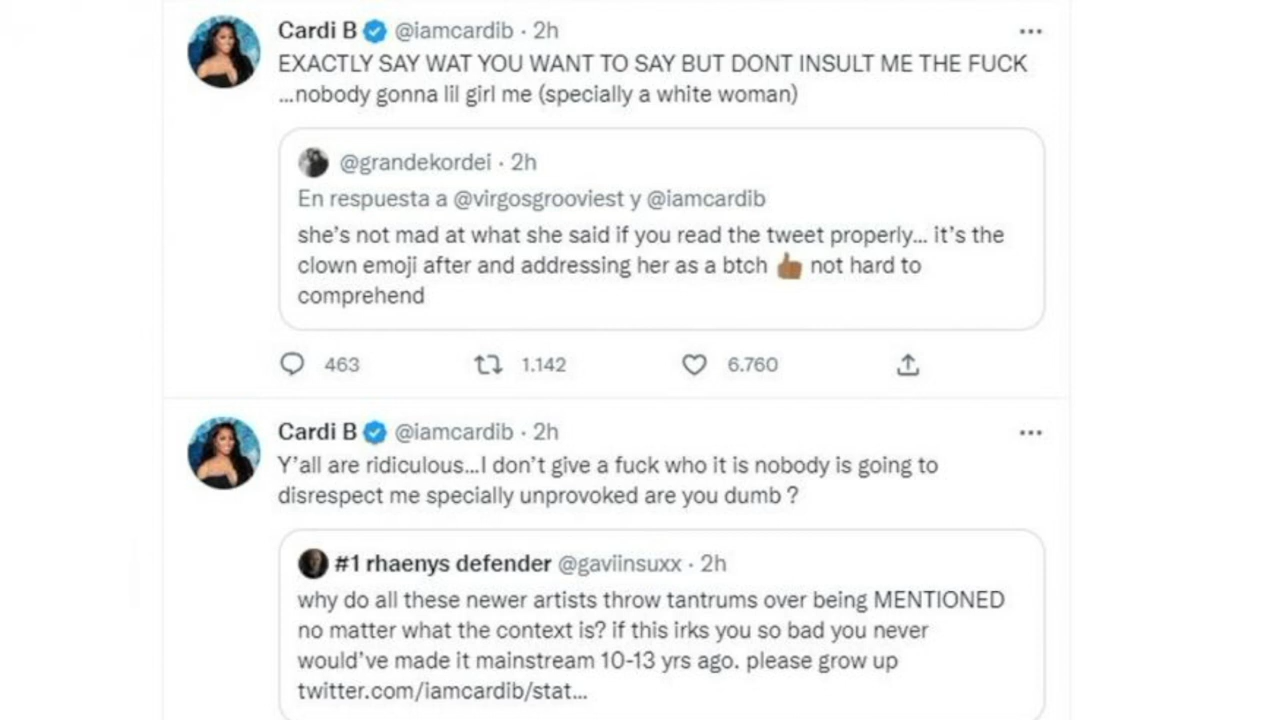 Cardi B @iamcardib · 2h
EXACTLY SAY WAT YOU WANT TO SAY BUT DONT INSULT ME THE FUCK
...nobody gonna lil girl me (specially a white woman)
@grandekordei · 2h
En respuesta a @virgosgrooviest y @iamcardib
she's not mad at what she said if you read the tweet properly... it's the
clown emoji after and addressing her as a btch 👍🏾 not hard to
comprehend
463 1.142 6.760
Cardi B @iamcardib · 2h
Y'all are ridiculous...I don't give a fuck who it is nobody is going to
disrespect me specially unprovoked are you dumb ?
#1 rhaenys defender @gaviinsuxx · 2h
why do all these newer artists throw tantrums over being MENTIONED
no matter what the context is? if this irks you so bad you never
would've made it mainstream 10-13 yrs ago. please grow up
twitter.com/iamcardib/stat...